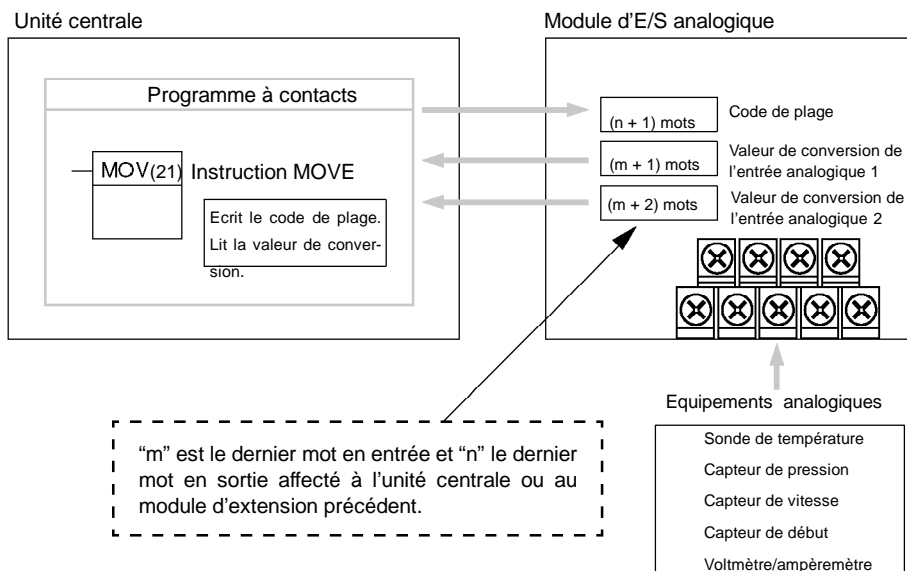 Unité centrale
Module d'E/S analogique
Programme à contacts
MOV(21) Instruction MOVE
Ecrit le code de plage.
Lit la valeur de conver-
sion.
(n + 1) mots
Code de plage
(m + 1) mots
Valeur de conversion de
l'entrée analogique 1
(m + 2) mots
Valeur de conversion de
l'entrée analogique 2
Equipements analogiques
Sonde de température
Capteur de pression
Capteur de vitesse
Capteur de début
Voltmètre/ampèremètre
“m” est le dernier mot en entrée et “n” le dernier
mot en sortie affecté à l'unité centrale ou au
module d'extension précédent.